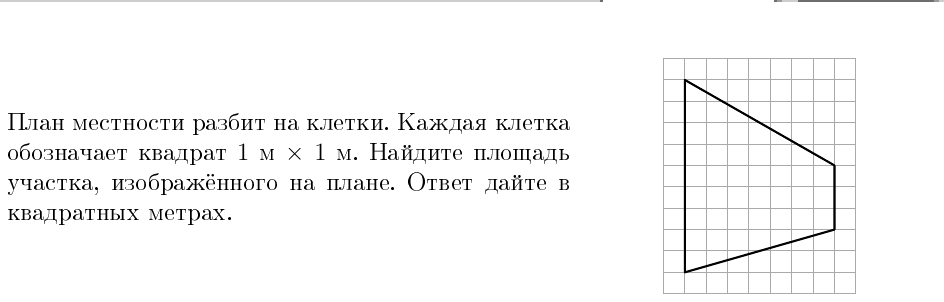 План местности разбит на клетки. Каждая клетка
обозначает квадрат 1 м × 1 м. Найдите площадь
участка, изображённого на плане. Ответ дайте в
квадратных метрах.